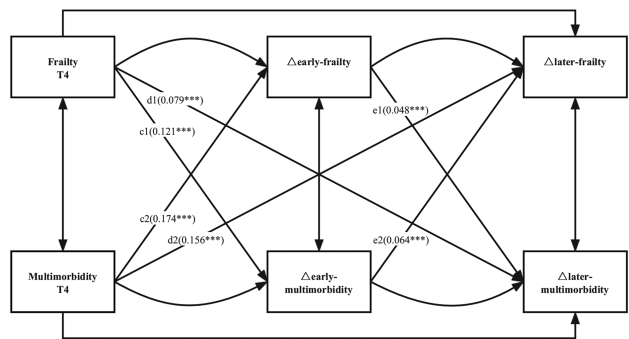 Frailty
T4
△early-frailty
△later-frailty
d1(0.079***)
e1(0.048***)
c1(0.121***)
c2(0.174***)
d2(0.156***)
e2(0.064***)
Multimorbidity
T4
△early-
multimorbidity
△later-
multimorbidity